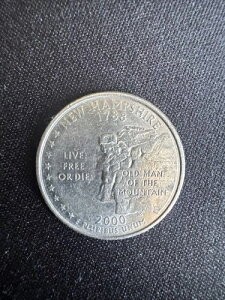 NEW HAMPSHIRE
1788
LIVE
FREE
OR DIE
OLD MAN
OF THE
MOUNTAIN
2000
E PLURIBUS UNUM